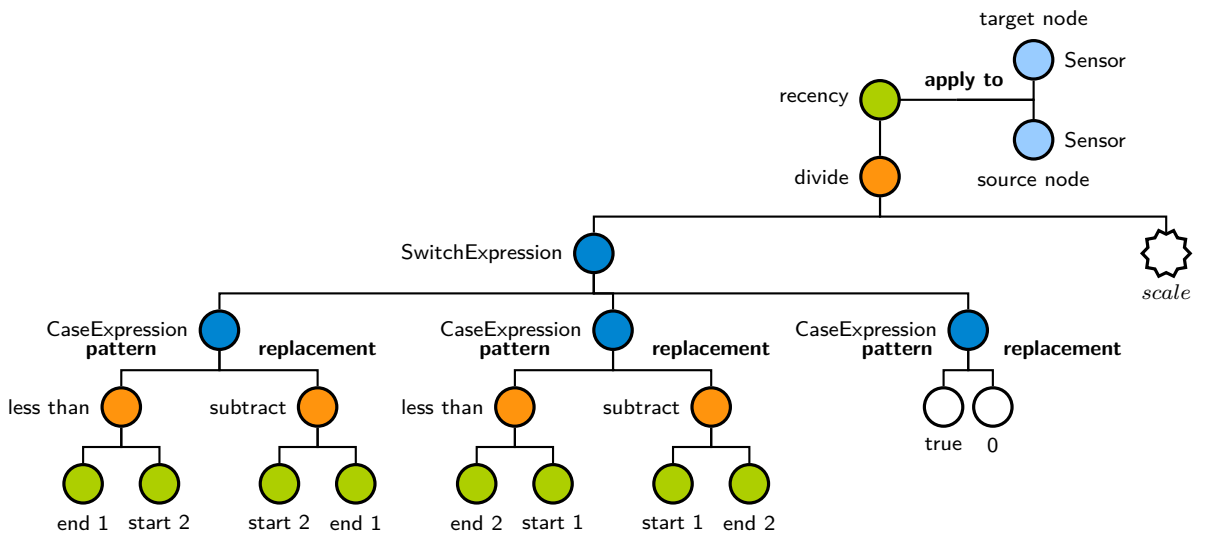 target node
Sensor
apply to
recency
Sensor
divide
source node
SwitchExpression
scale
CaseExpression
pattern
replacement
CaseExpression
pattern
replacement
CaseExpression
pattern
replacement
less than
subtract
less than
subtract
true
0
end 1
start 2
start 2
end 1
end 2
start 1
start 1
end 2